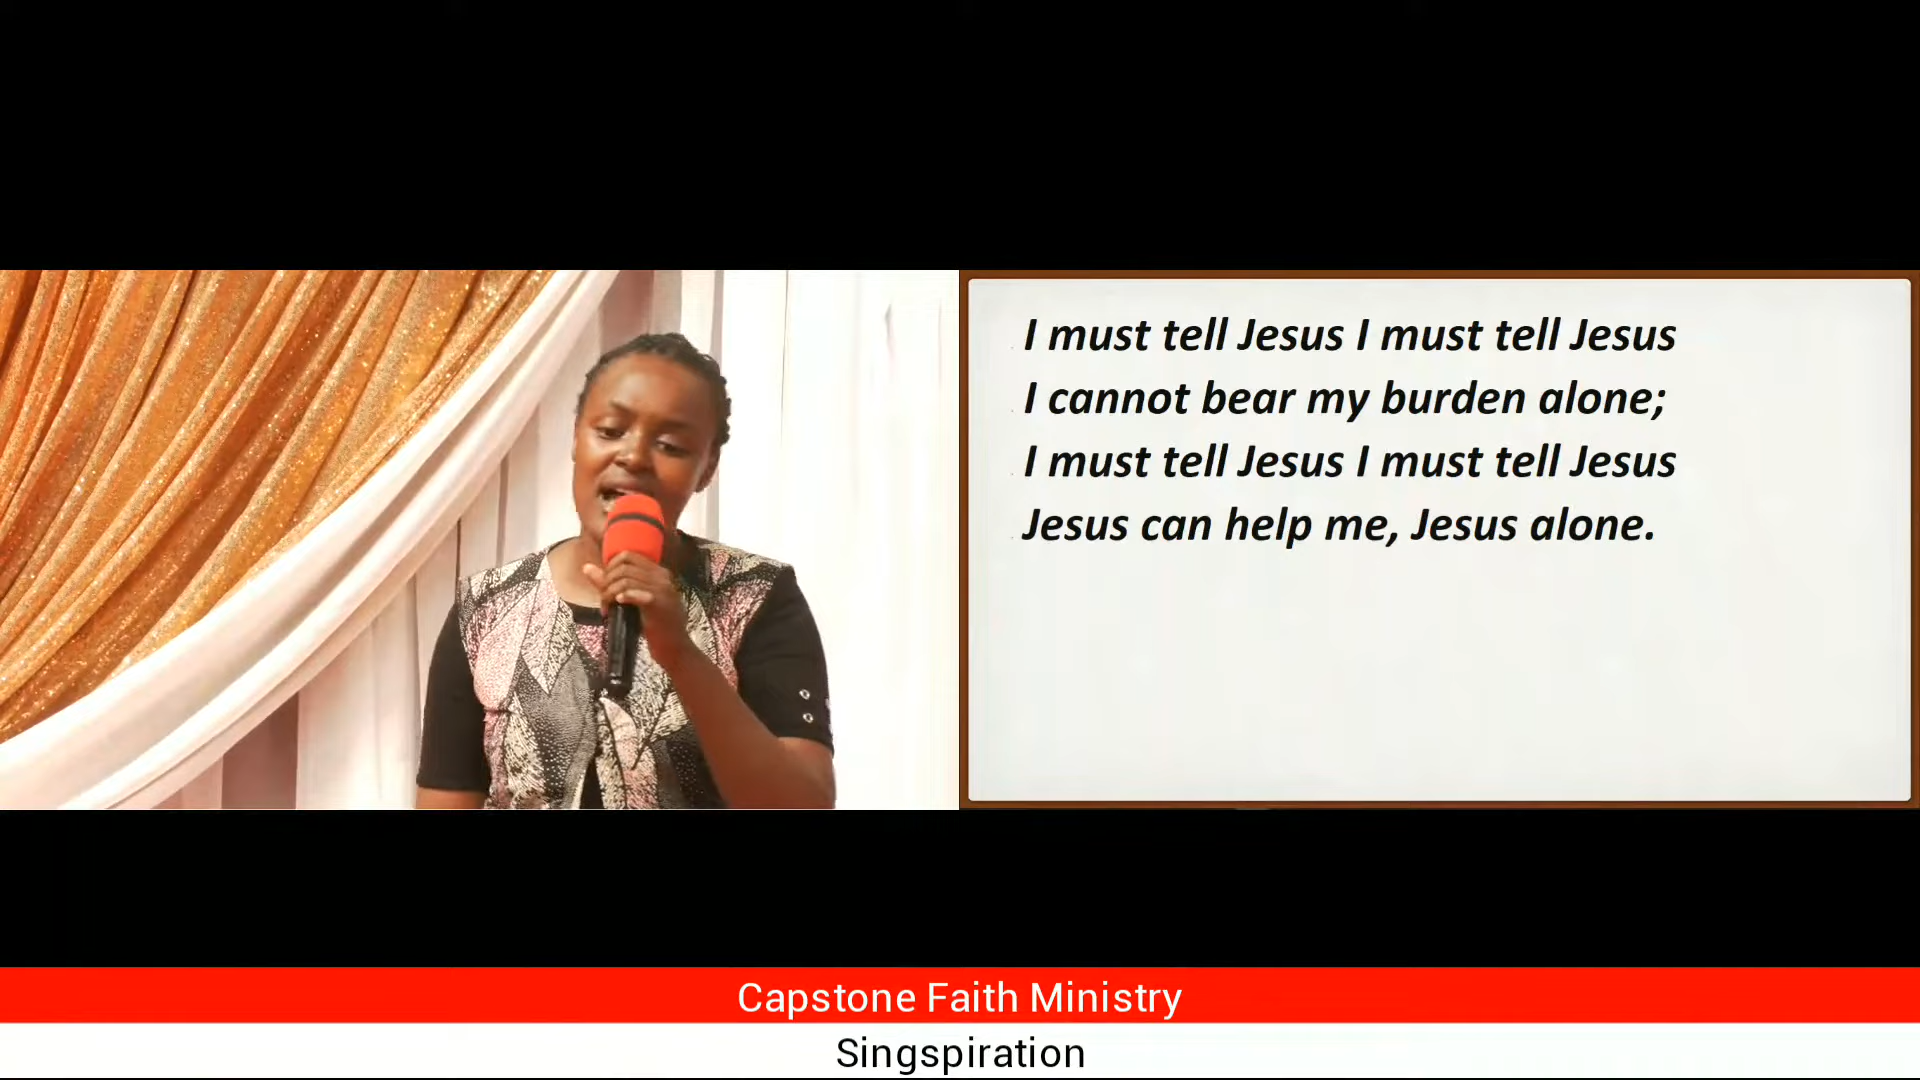 I must tell Jesus I must tell Jesus
I cannot bear my burden alone;
I must tell Jesus I must tell Jesus
Jesus can help me, Jesus alone.
Capstone Faith Ministry
Singspiration